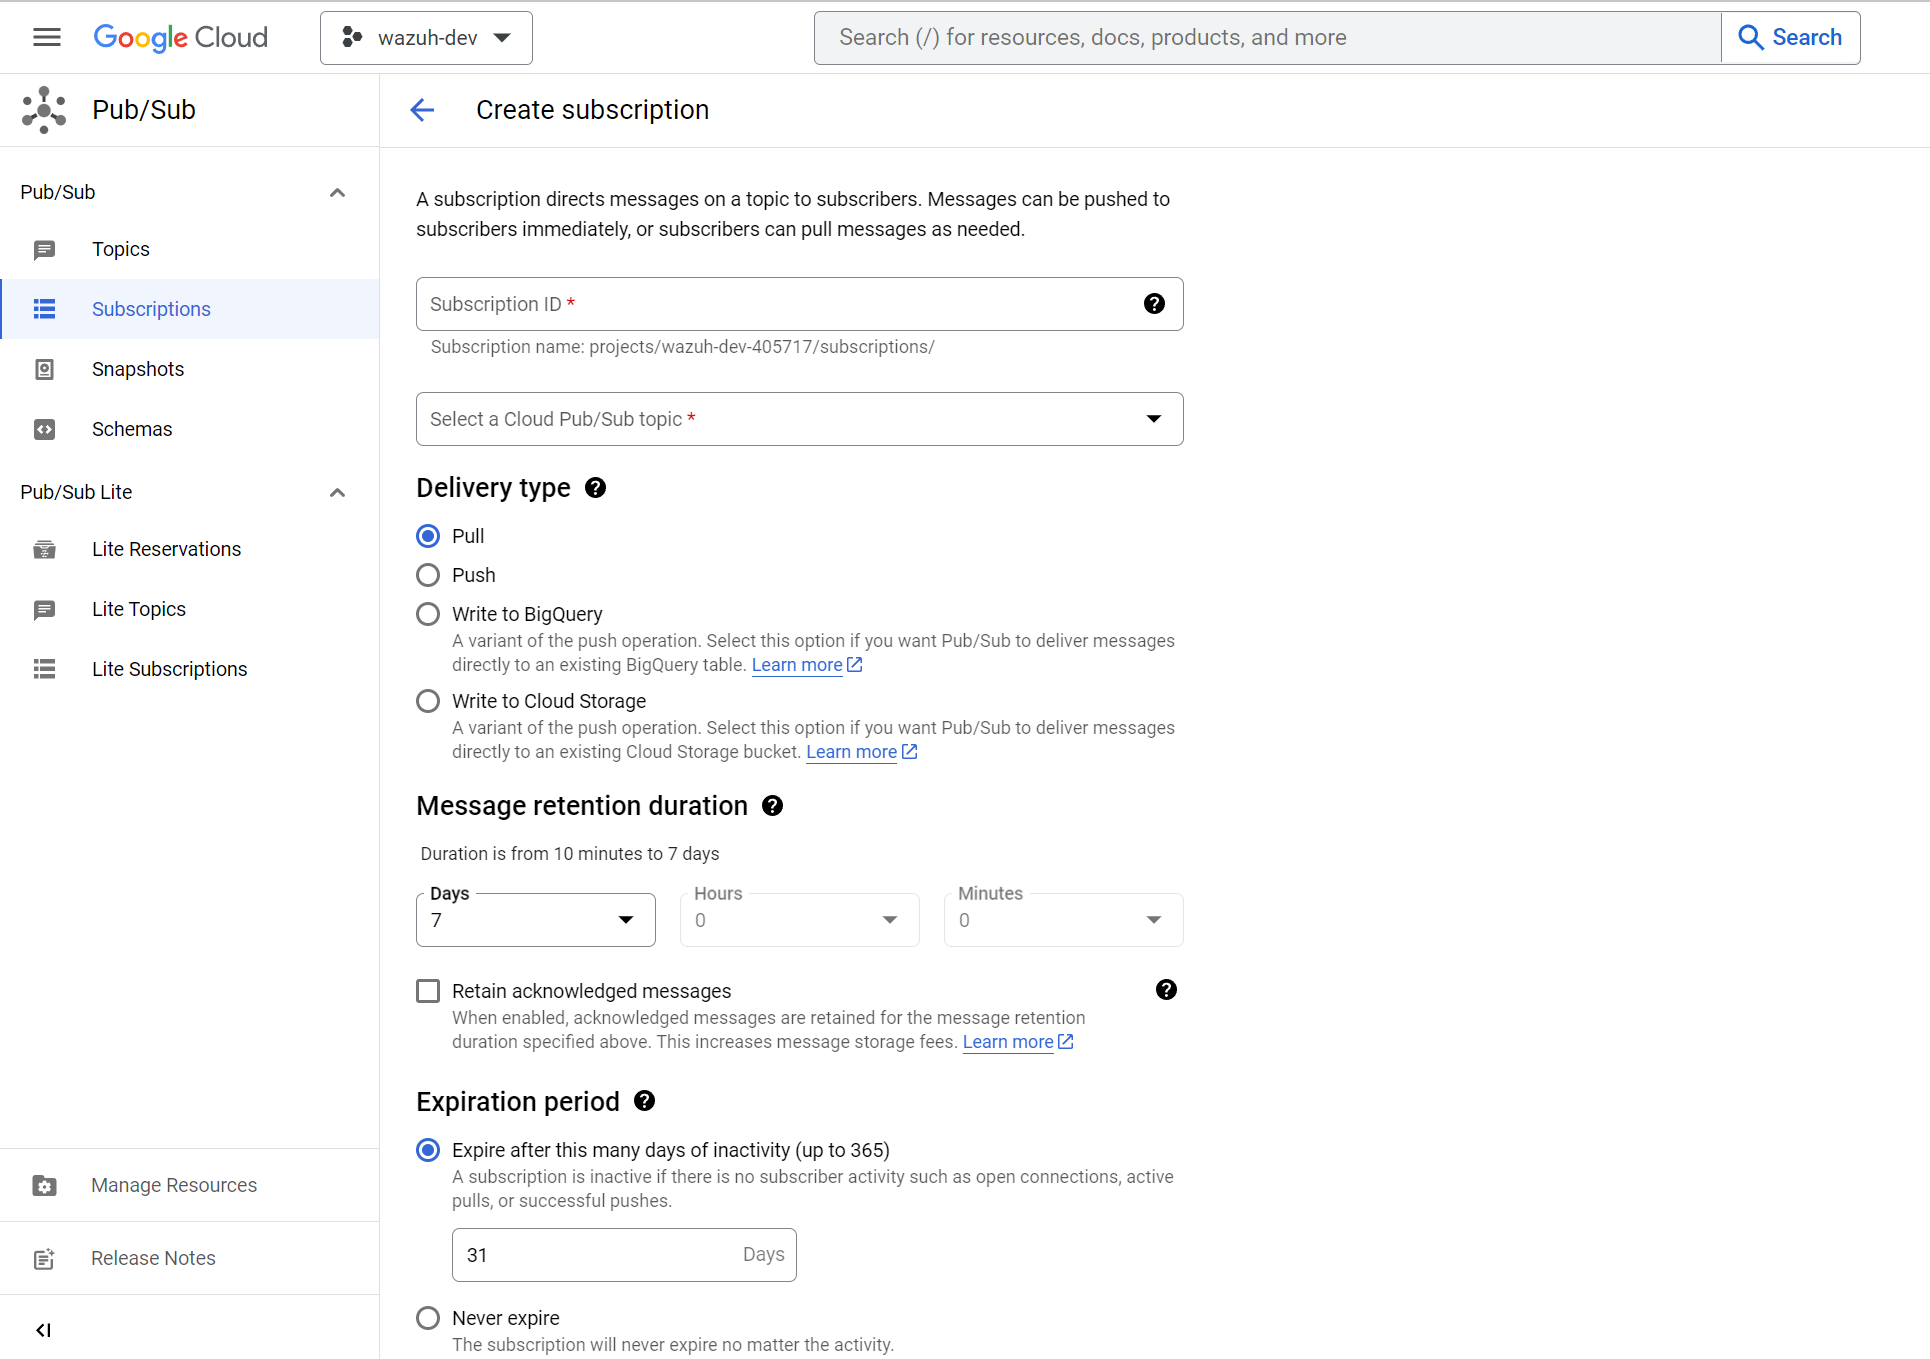 Google Cloud
wazuh-dev
Search (/) for resources, docs, products, and more
Search
Pub/Sub
Create subscription
Pub/Sub
Topics
Subscriptions
Snapshots
Schemas
Pub/Sub Lite
Lite Reservations
Lite Topics
Lite Subscriptions
Manage Resources
Release Notes
A subscription directs messages on a topic to subscribers. Messages can be pushed to
subscribers immediately, or subscribers can pull messages as needed.
Subscription ID *
Subscription name: projects/wazuh-dev-405717/subscriptions/
Select a Cloud Pub/Sub topic *
Delivery type
Pull
Push
Write to BigQuery
A variant of the push operation. Select this option if you want Pub/Sub to deliver messages
directly to an existing BigQuery table. Learn more
Write to Cloud Storage
A variant of the push operation. Select this option if you want Pub/Sub to deliver messages
directly to an existing Cloud Storage bucket. Learn more
Message retention duration
Duration is from 10 minutes to 7 days
Days
7
Hours
0
Minutes
0
Retain acknowledged messages
When enabled, acknowledged messages are retained for the message retention
duration specified above. This increases message storage fees. Learn more
Expiration period
Expire after this many days of inactivity (up to 365)
A subscription is inactive if there is no subscriber activity such as open connections, active
pulls, or successful pushes.
31 Days
Never expire
The subscription will never expire no matter the activity.